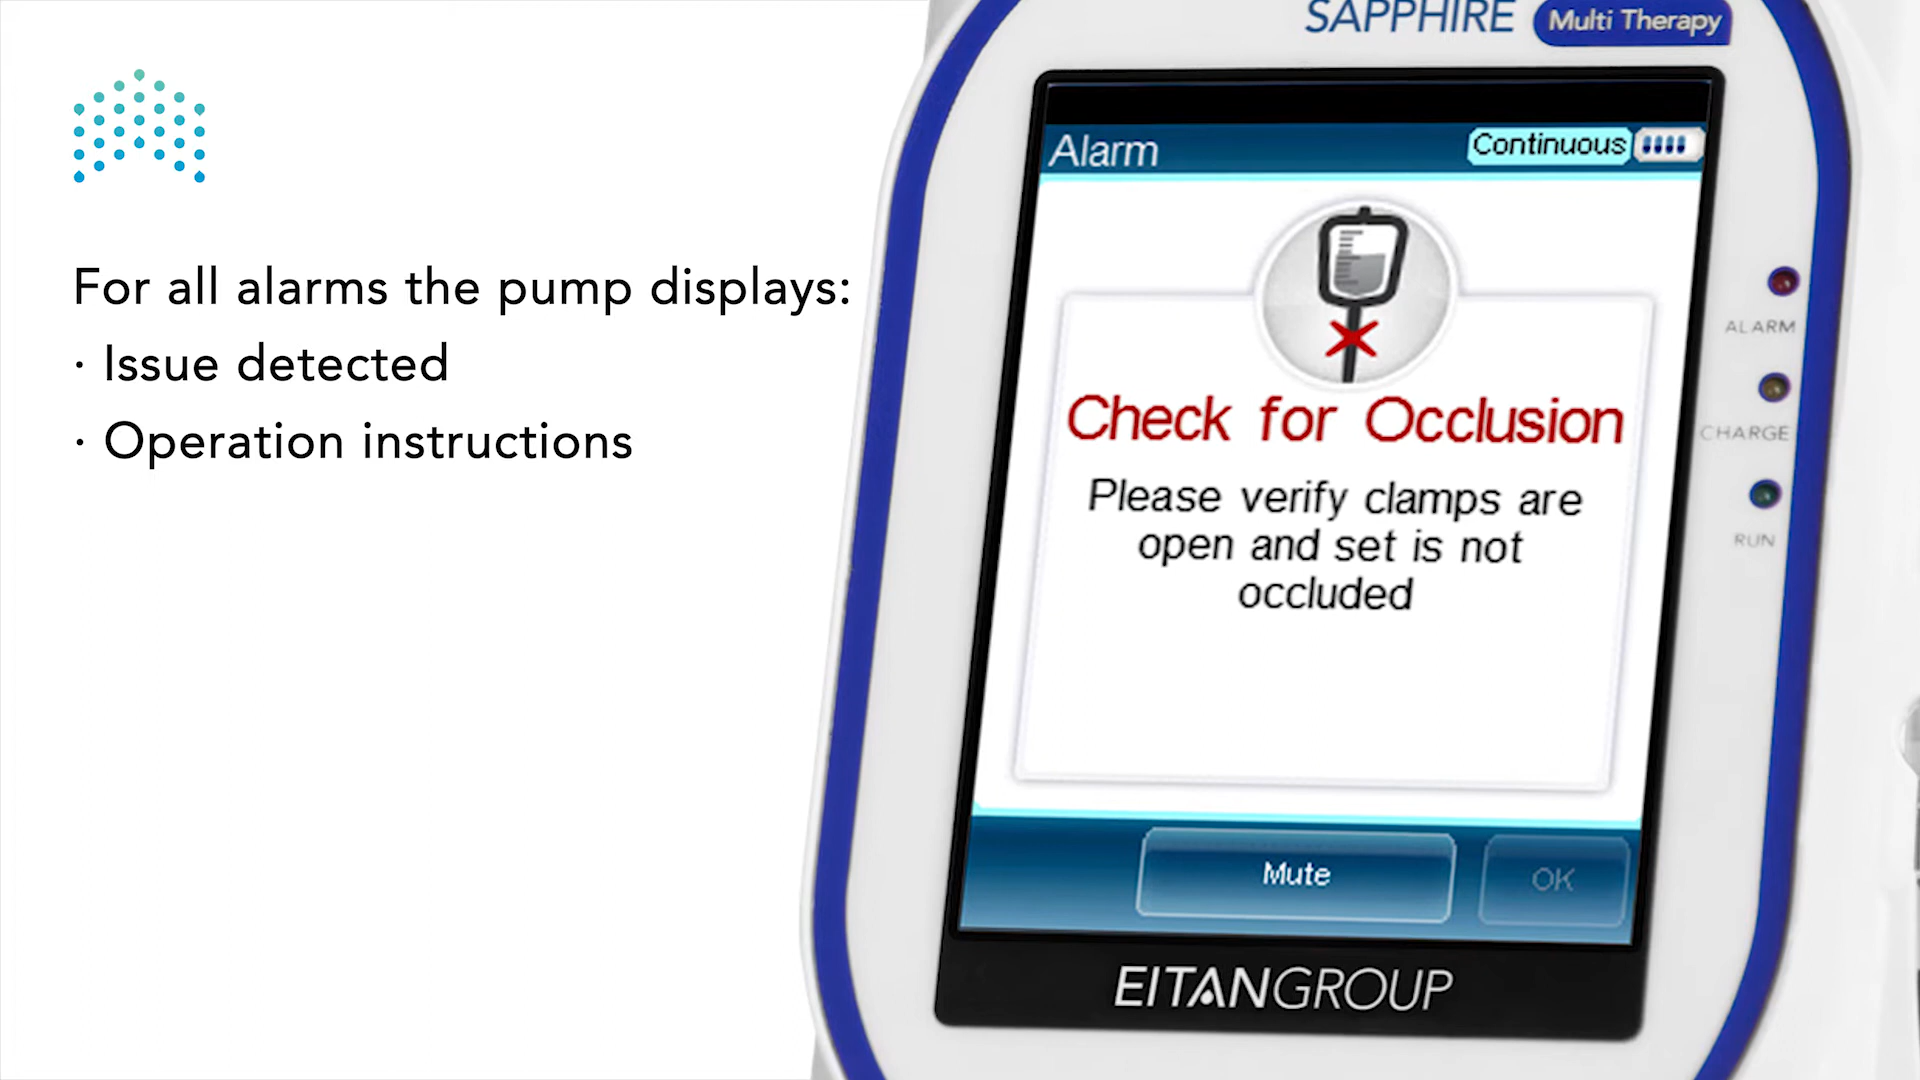 For all alarms the pump displays:
· Issue detected
· Operation instructions
SAPPHIRE Multi Therapy
Alarm Continuous
Check for Occlusion
Please verify clamps are
open and set is not
occluded
Mute OK
ALARM
CHARGE
RUN
EITANGROUP